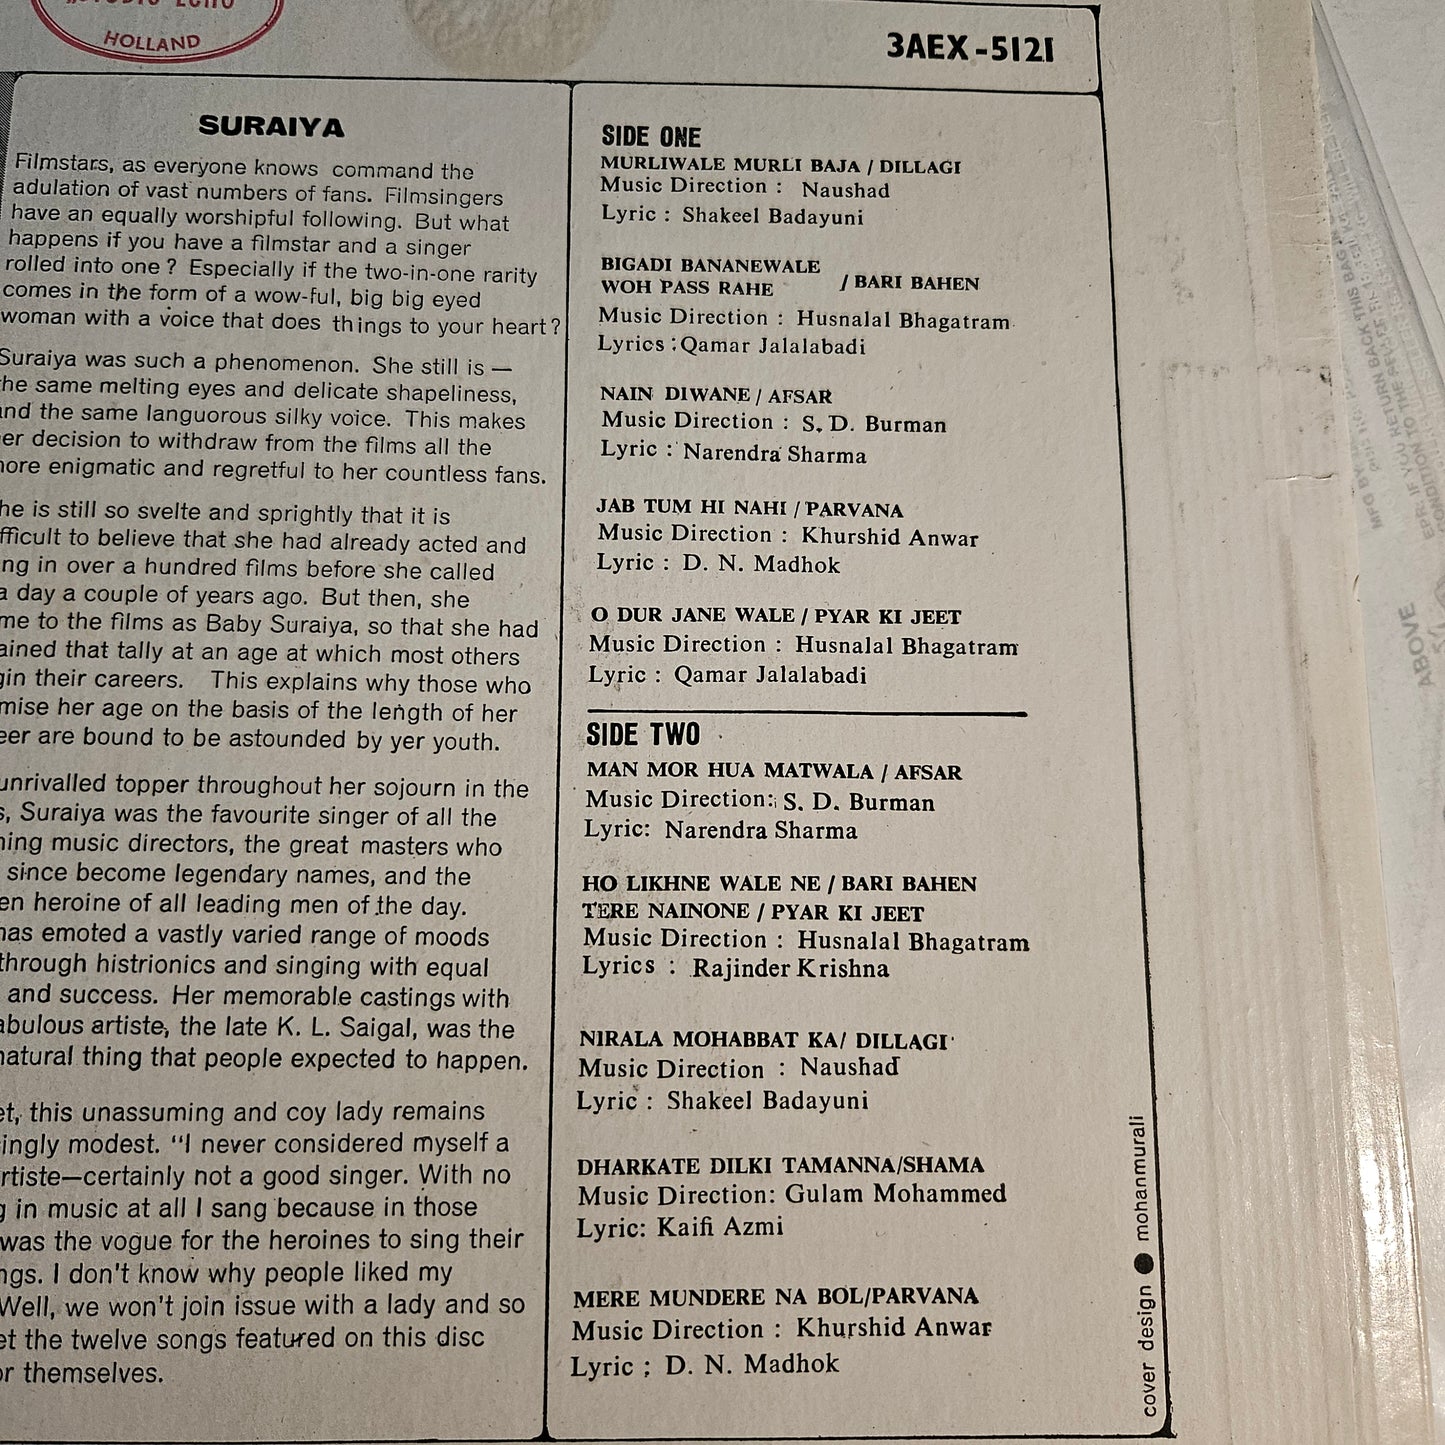 HOLLAND
3AEX-5121
SURAIYA
Filmstars, as everyone knows command the
adulation of vast numbers of fans. Filmsingers
have an equally worshipful following. But what
happens if you have a filmstar and a singer
rolled into one? Especially if the two-in-one rarity
comes in the form of a wow-ful, big big eyed
woman with a voice that does things to your heart?
Suraiya was such a phenomenon. She still is —
the same melting eyes and delicate shapeliness,
and the same languorous silky voice. This makes
er decision to withdraw from the films all the
more enigmatic and regretful to her countless fans.
he is still so svelte and sprightly that it is
fficult to believe that she had already acted and
ng in over a hundred films before she called
a day a couple of years ago. But then, she
me to the films as Baby Suraiya, so that she had
ained that tally at an age at which most others
gin their careers. This explains why those who
mise her age on the basis of the length of her
eer are bound to be astounded by yer youth.
unrivalled topper throughout her sojourn in the
s, Suraiya was the favourite singer of all the
ning music directors, the great masters who
since become legendary names, and the
en heroine of all leading men of the day.
has emoted a vastly varied range of moods
through histrionics and singing with equal
and success. Her memorable castings with
abulous artiste, the late K. L. Saigal, was the
natural thing that people expected to happen.
et, this unassuming and coy lady remains
singly modest. "I never considered myself a
rtiste—certainly not a good singer. With no
g in music at all I sang because in those
was the vogue for the heroines to sing their
ngs. I don't know why people liked my
Well, we won't join issue with a lady and so
et the twelve songs featured on this disc
or themselves.
SIDE ONE
MURLIWALE MURLI BAJA / DILLAGI
Music Direction : Naushad
Lyric : Shakeel Badayuni
BIGADI BANANEWALE
WOH PASS RAHE / BARI BAHEN
Music Direction : Husnalal Bhagatram
Lyrics : Qamar Jalalabadi
NAIN DIWANE / AFSAR
Music Direction : S. D. Burman
Lyric : Narendra Sharma
JAB TUM HI NAHI / PARVANA
Music Direction : Khurshid Anwar
Lyric : D. N. Madhok
O DUR JANE WALE / PYAR KI JEET
Music Direction : Husnalal Bhagatram
Lyric : Qamar Jalalabadi
SIDE TWO
MAN MOR HUA MATWALA / AFSAR
Music Direction: S. D. Burman
Lyric: Narendra Sharma
HO LIKHNE WALE NE / BARI BAHEN
TERE NAINONE / PYAR KI JEET
Music Direction : Husnalal Bhagatram
Lyrics : Rajinder Krishna
NIRALA MOHABBAT KA/ DILLAGI
Music Direction : Naushad
Lyric : Shakeel Badayuni
DHARKATE DILKI TAMANNA/SHAMA
Music Direction: Gulam Mohammed
Lyric: Kaifi Azmi
MERE MUNDERE NA BOL/PARVANA
Music Direction : Khurshid Anwar
Lyric ; D. N. Madhok
cover design ● mohanmurali
ABOVE